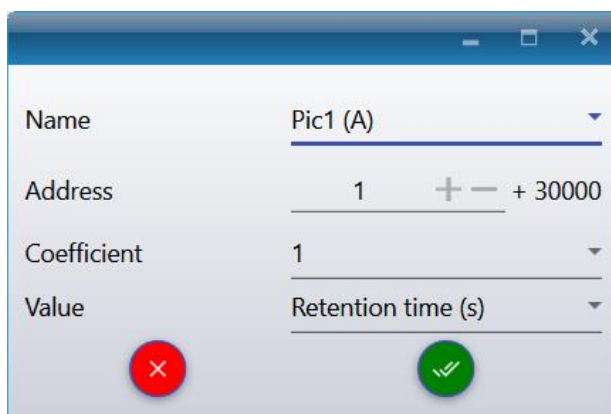 Name Pic1 (A)
Address 1 + 30000
Coefficient 1
Value Retention time (s)